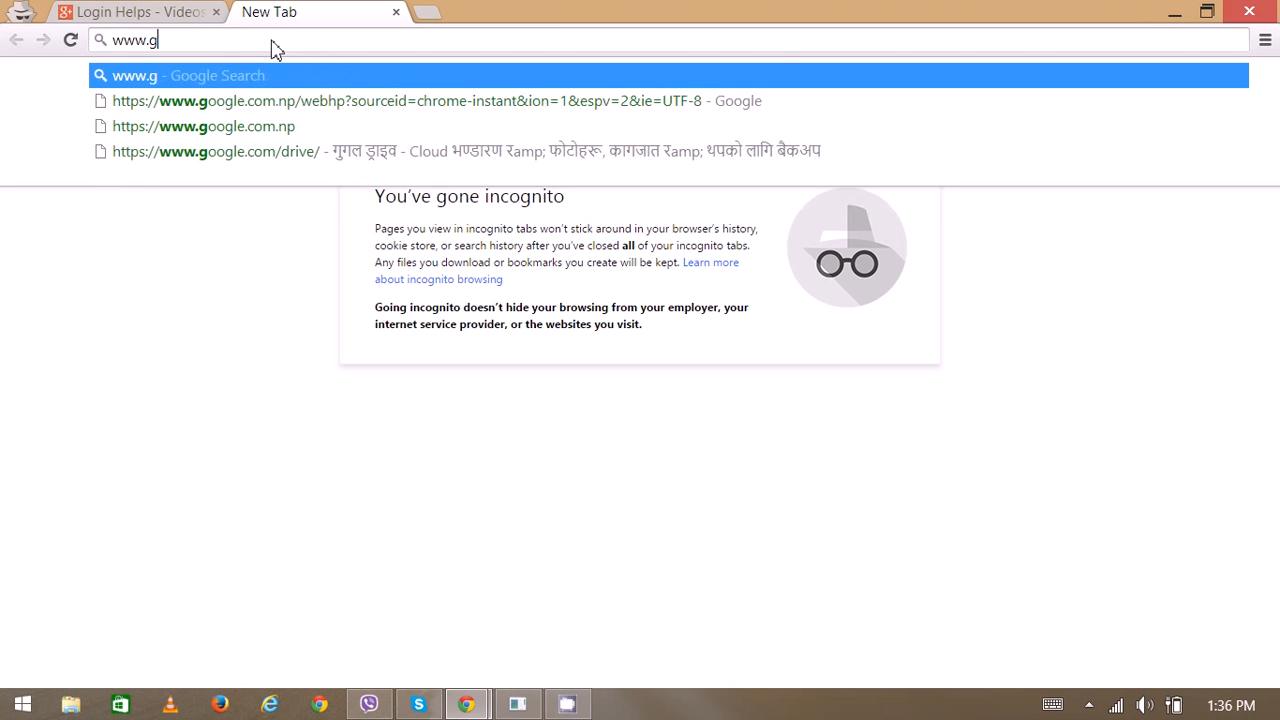 Login Helps - Videos
New Tab
www.g
www.g - Google Search
https://www.google.com.np/webhp?sourceid=chrome-instant&ion=1&espv=2&ie=UTF-8 - Google
https://www.google.com.np
https://www.google.com/drive/ - गुगल ड्राइव - Cloud भण्डारण रamp; फोटोहरू, कागजात रamp; थपको लागि बैकअप
You've gone incognito
Pages you view in incognito tabs won't stick around in your browser's history,
cookie store, or search history after you've closed all of your incognito tabs.
Any files you download or bookmarks you create will be kept. Learn more
about incognito browsing
Going incognito doesn't hide your browsing from your employer, your
internet service provider, or the websites you visit.
1:36 PM